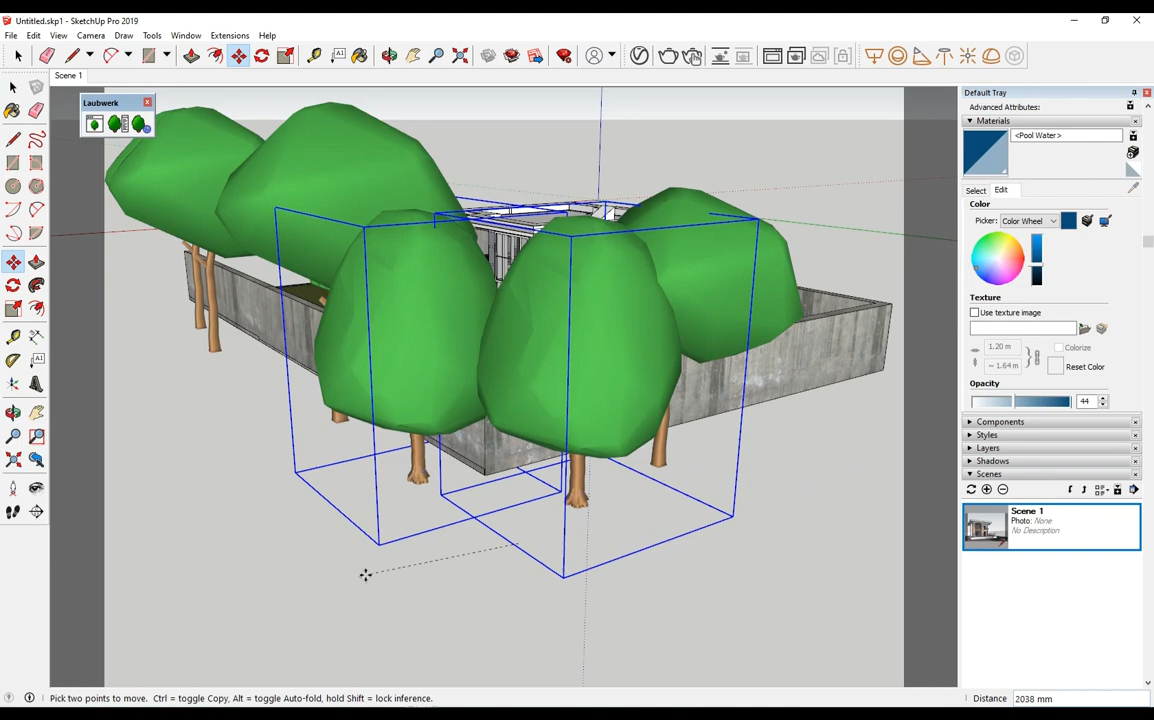 Untitled.skp1 - SketchUp Pro 2019
File Edit View Camera Draw Tools Window Extensions Help
Scene 1
Laubwerk
Default Tray
Advanced Attributes:
Materials
<Pool Water>
Select Edit
Color
Picker: Color Wheel
Texture
Use texture image
1.20 m
Colorize
~ 1.64m
Reset Color
Opacity
44
Components
Styles
Layers
Shadows
Scenes
Scene 1
Photo: None
No Description
Pick two points to move. Ctrl = toggle Copy, Alt = toggle Auto-fold, hold Shift = lock inference.
Distance 2038 mm